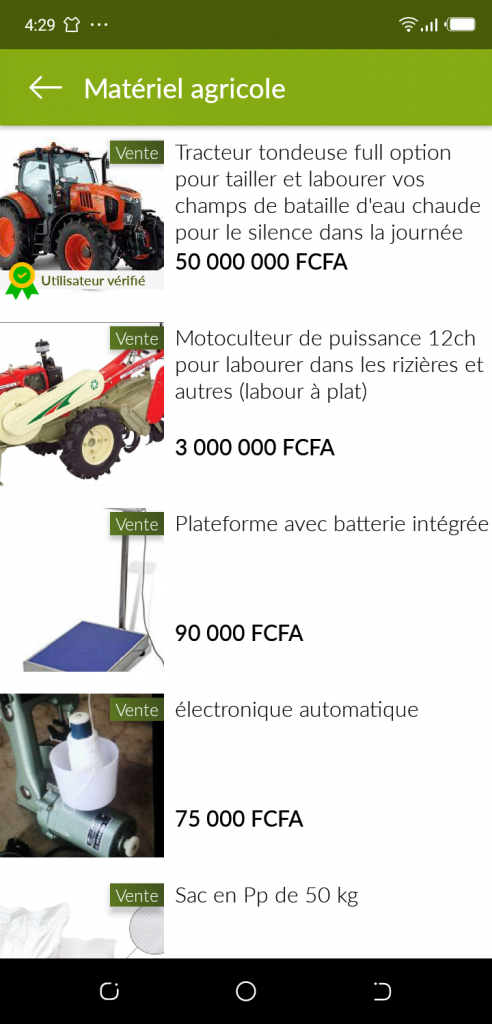 4:29
Matériel agricole
Vente
Tracteur tondeuse full option
pour tailler et labourer vos
champs de bataille d'eau chaude
pour le silence dans la journée
50 000 000 FCFA
Utilisateur vérifié
Vente
Motoculteur de puissance 12ch
pour labourer dans les rizières et
autres (labour à plat)
3 000 000 FCFA
Vente
Plateforme avec batterie intégrée
90 000 FCFA
Vente
électronique automatique
75 000 FCFA
Vente
Sac en Pp de 50 kg